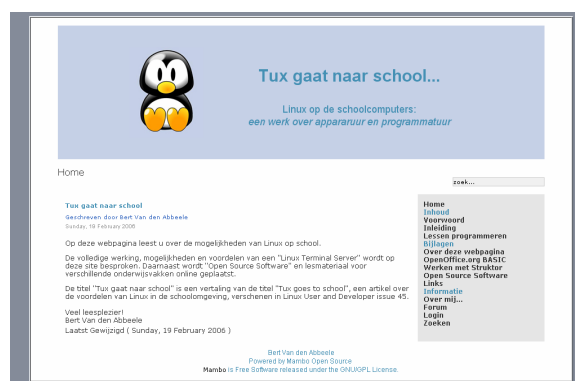 Tux gaat naar school...
Linux op de schoolcomputers:
een werk over appararuur en programmatuur
Home
zoek...
Tux gaat naar school
Geschreven door Bert Van den Abbeele
Sunday, 19 February 2006
Op deze webpagina leest u over de mogelijkheden van Linux op school.
De volledige werking, mogelijkheden en voordelen van een "Linux Terminal Server" wordt op
deze site besproken. Daarnaast wordt "Open Source Software" en lesmateriaal voor
verschillende onderwijsvakken online geplaatst.
De titel "Tux gaat naar school" is een vertaling van de titel "Tux goes to school", een artikel over
de voordelen van Linux in de schoolomgeving, verschenen in Linux User and Developer issue 45.
Veel leesplezier!
Bert Van den Abbeele
Laatst Gewijzigd ( Sunday, 19 February 2006 )
Home
Inhoud
Voorwoord
Inleiding
Lessen programmeren
Bijlagen
Over deze webpagina
OpenOffice.org BASIC
Werken met Struktor
Open Source Software
Links
Informatie
Over mij...
Forum
Login
Zoeken
Bert Van den Abbeele
Powered by Mambo Open Source
Mambo is Free Software released under the GNU/GPL License.